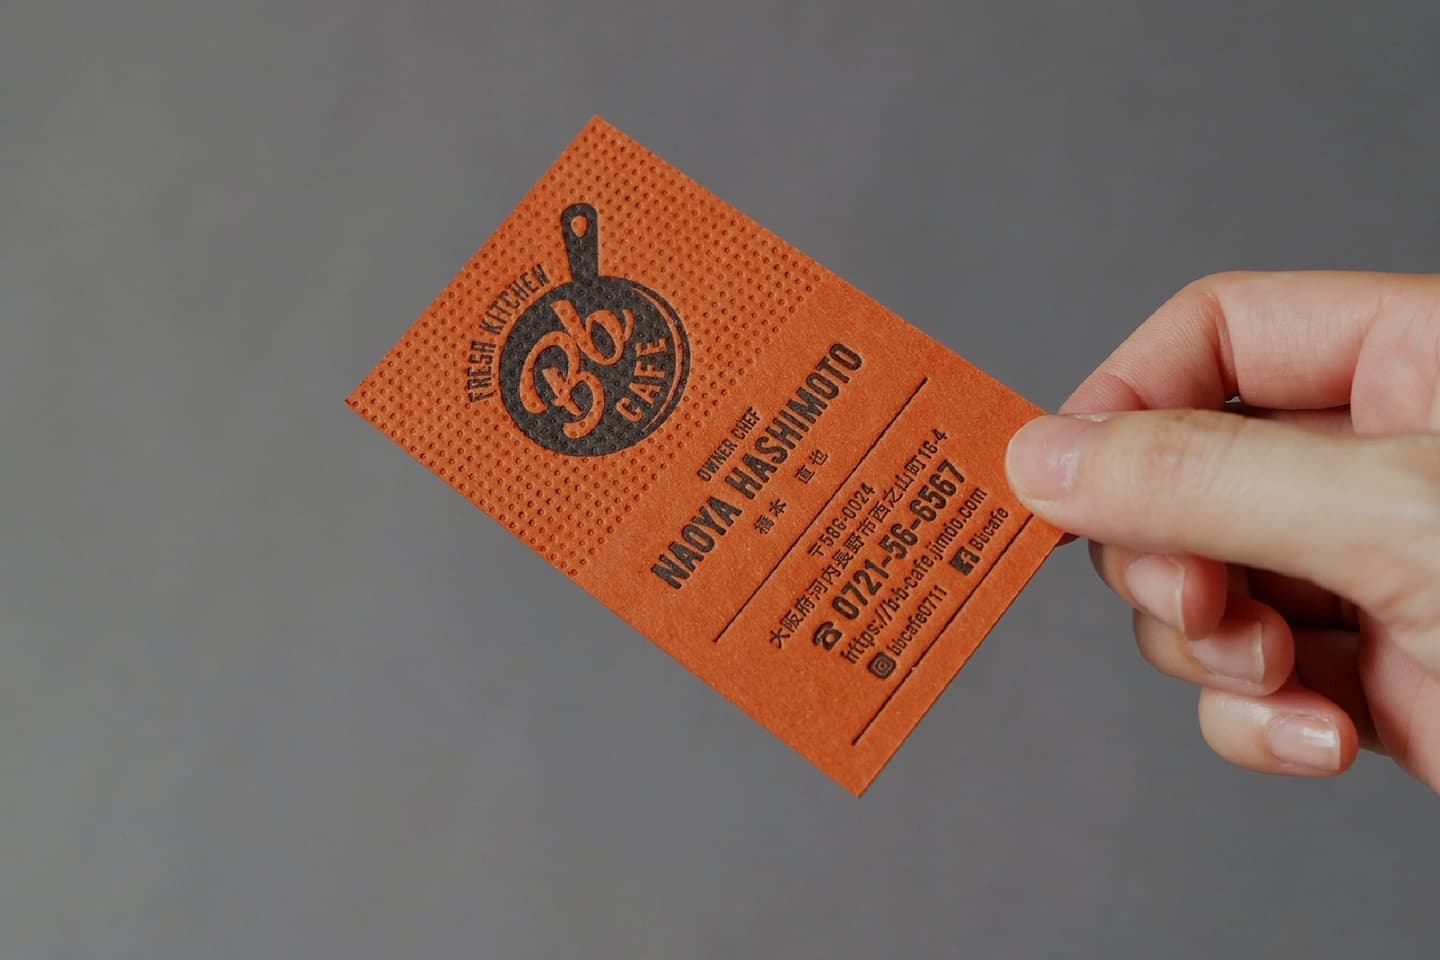 FRESH KITCHEN
Bb
CAFE
OWNER CHEF
NAOYA HASHIMOTO
橋本 直也
〒586-0024
大阪府河内長野市西之山町16-4
☎0721-56-6567
https://b-b-cafe.jimdo.com
bbcafe0711 Bbcafe